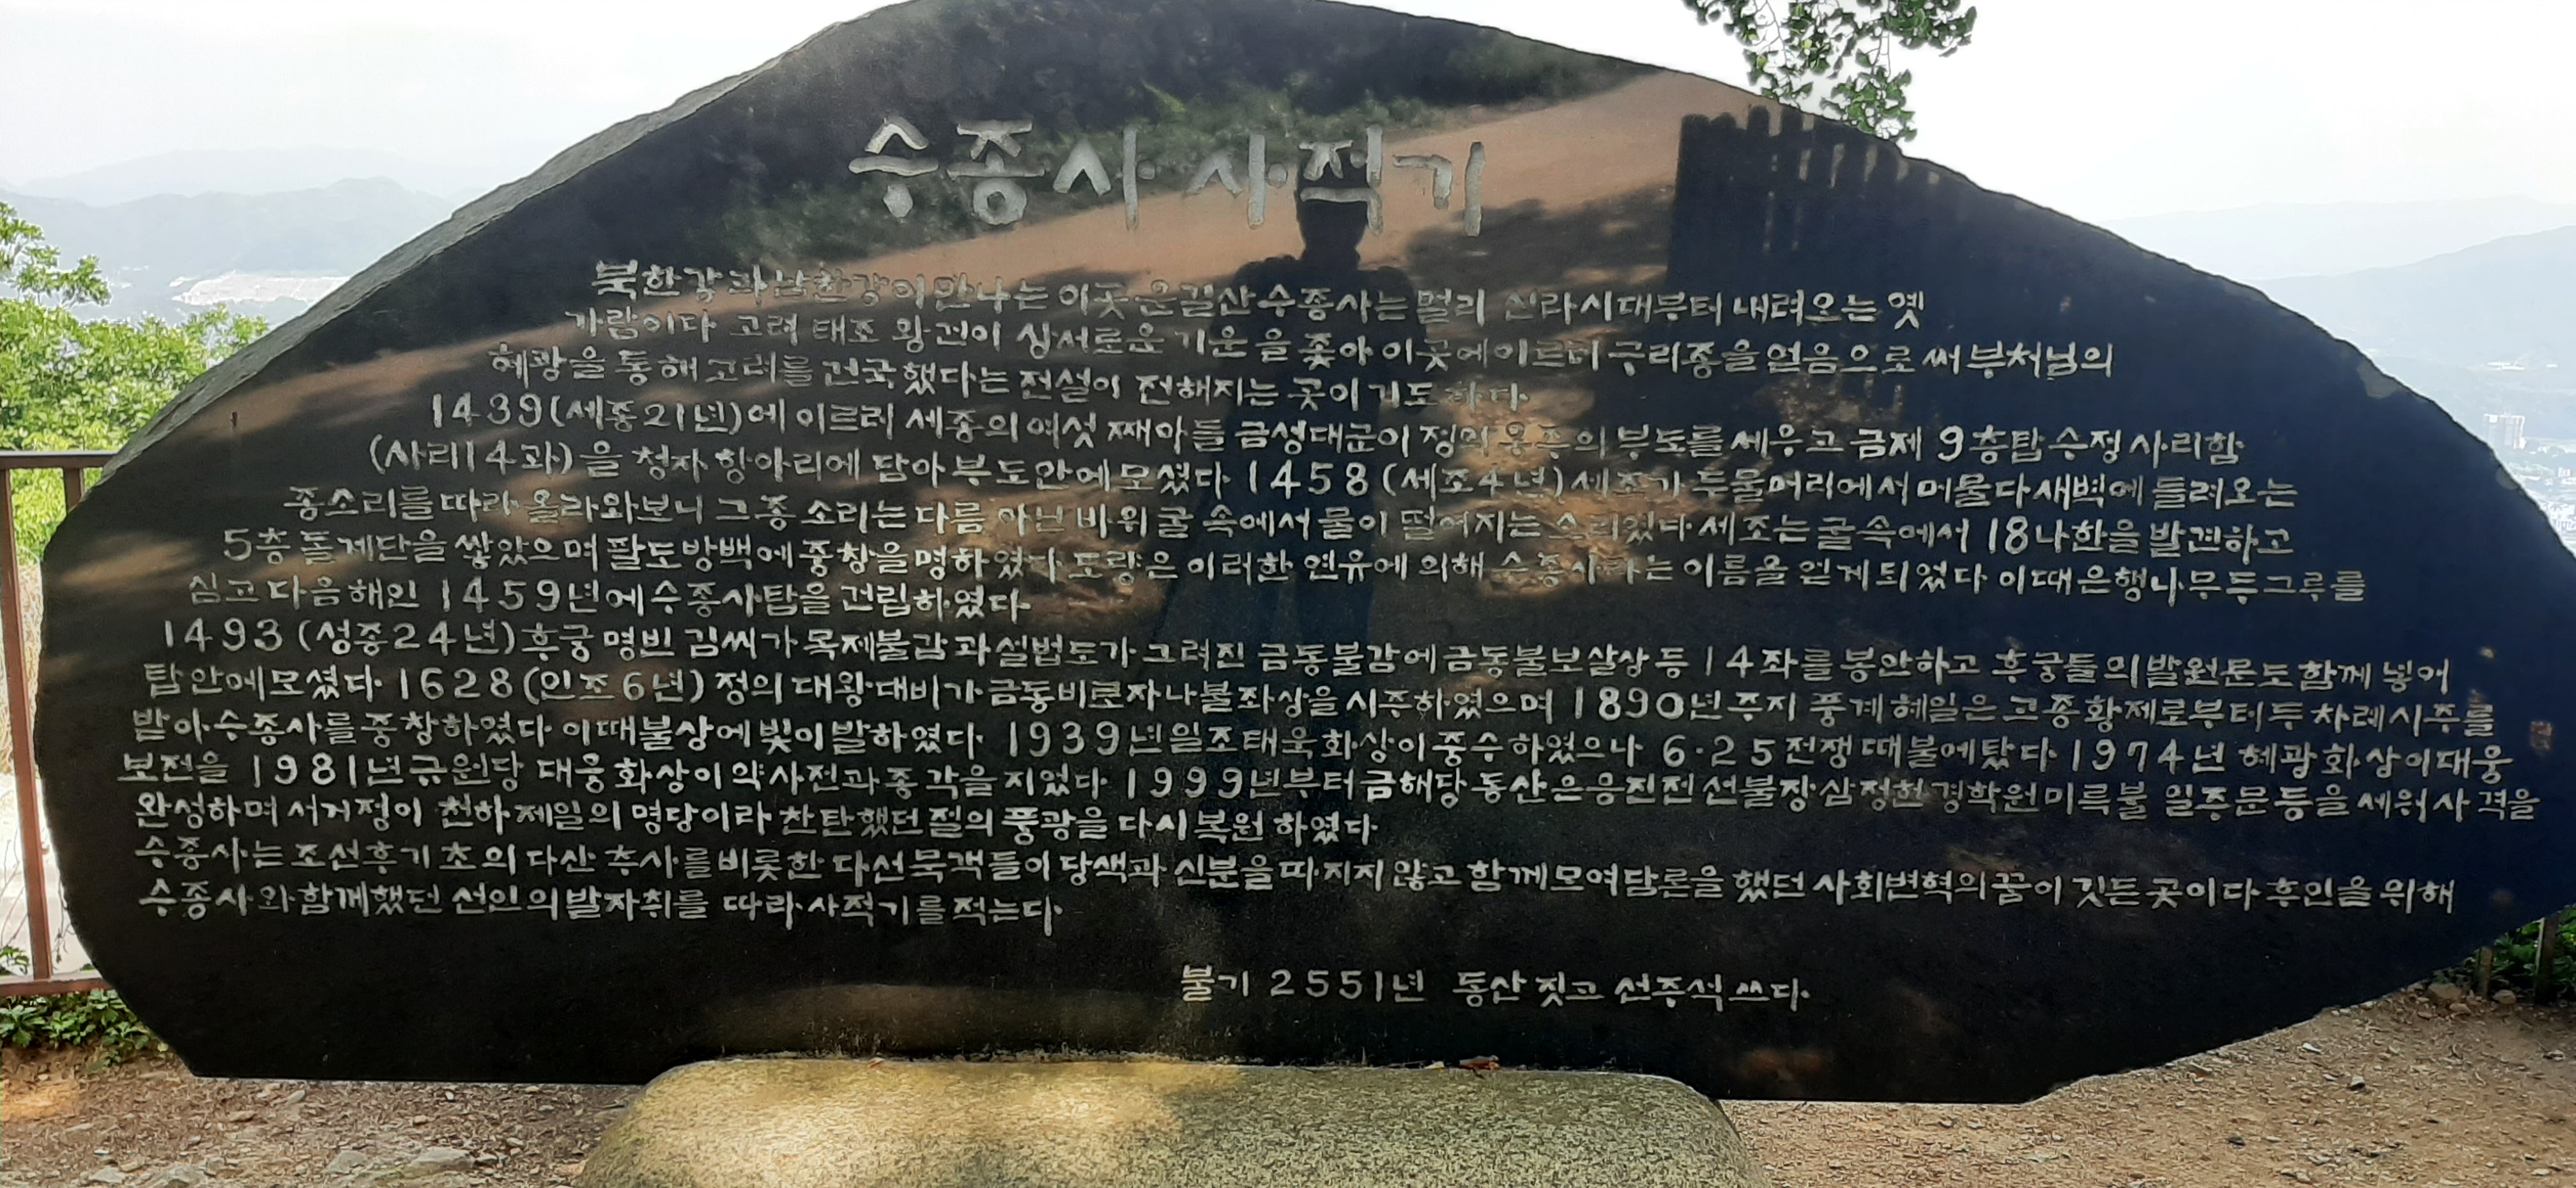 수종사 사적기
북한강과 남한강이 만나는 이곳 운길산 수종사는 멀리 신라시대부터 내려오는 옛
가람이다 고려 태조 왕건이 상서로운 기운을 좇아 이곳에 이르러 구리종을 얻음으로써 부처님의
혜광을 통해 고려를 건국했다는 전설이 전해지는 곳이기도 하다
1439(세종21년)에 이르러 세종의 여섯째아들 금성대군이 정의옹주의 부도를 세우고 금제 9층탑 수정사리함
(사리14과)을 청자 항아리에 담아 부도안에 모셨다 1458(세조4년) 세조가 두물머리에서 머물다 새벽에 들려오는
종소리를 따라 올라와보니 그 종소리는 다름 아닌 바위굴 속에서 물이 떨어지는 소리였다 세조는 굴속에서 18나한을 발견하고
5층돌계단을 쌓았으며 팔도방백에 중창을 명하였다 도량은 이러한 연유에 의해 수종사라는 이름을 얻게 되었다 이때 은행나무 두그루를
심고 다음해인 1459년에 수종사탑을 건립하였다
1493(성종24년) 후궁 명빈 김씨가 목제불감과 설법도가 그려진 금동불감에 금동불보살상 등 14좌를 봉안하고 후궁들의 발원문도 함께 넣어
탑안에 모셨다 1628(인조6년) 정의대왕대비가 금동비로자나불좌상을 시주하였으며 1890년 주지 풍계혜일은 고종황제로부터 두 차례 시주를
받아 수종사를 중창하였다 이때 불상에 빛이 발하였다 1939년 일조태욱화상이 중수하였으나 6·25전쟁 때 불에 탔다 1974년 혜광화상이 대웅
보전을 1981년 규원당 대웅화상이 약사전과 종각을 지었다 1999년부터 금해당 동산은 응진전 선불장 삼정헌 경학원 미륵불 일주문 등을 세워 사격을
완성하며 서거정이 천하제일의 명당이라 찬탄했던 절의 풍광을 다시 복원하였다
수종사는 조선후기 초의 다산 추사를 비롯한 다선묵객들이 당색과 신분을 따지지 않고 함께 모여 담론을 했던 사회변혁의 꿈이 깃든 곳이다 후인을 위해
수종사와 함께했던 선인의 발자취를 따라 사적기를 적는다
불기 2551년 동산 짓고 선주석 쓰다